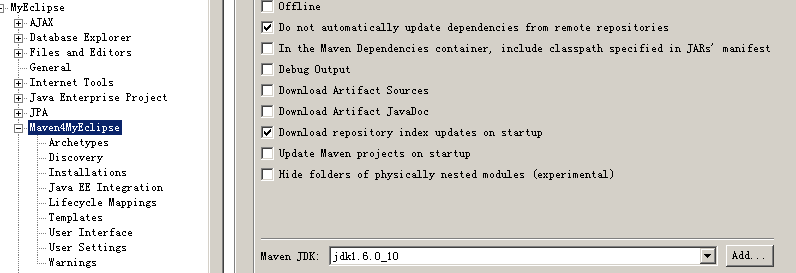 MyEclipse
AJAX
Database Explorer
Files and Editors
General
Internet Tools
Java Enterprise Project
JPA
Maven4MyEclipse
Archetypes
Discovery
Installations
Java EE Integration
Lifecycle Mappings
Templates
User Interface
User Settings
Warnings
Offline
Do not automatically update dependencies from remote repositories
In the Maven Dependencies container, include classpath specified in JARs' manifest
Debug Output
Download Artifact Sources
Download Artifact JavaDoc
Download repository index updates on startup
Update Maven projects on startup
Hide folders of physically nested modules (experimental)
Maven JDK: jdk1.6.0_10 Add...